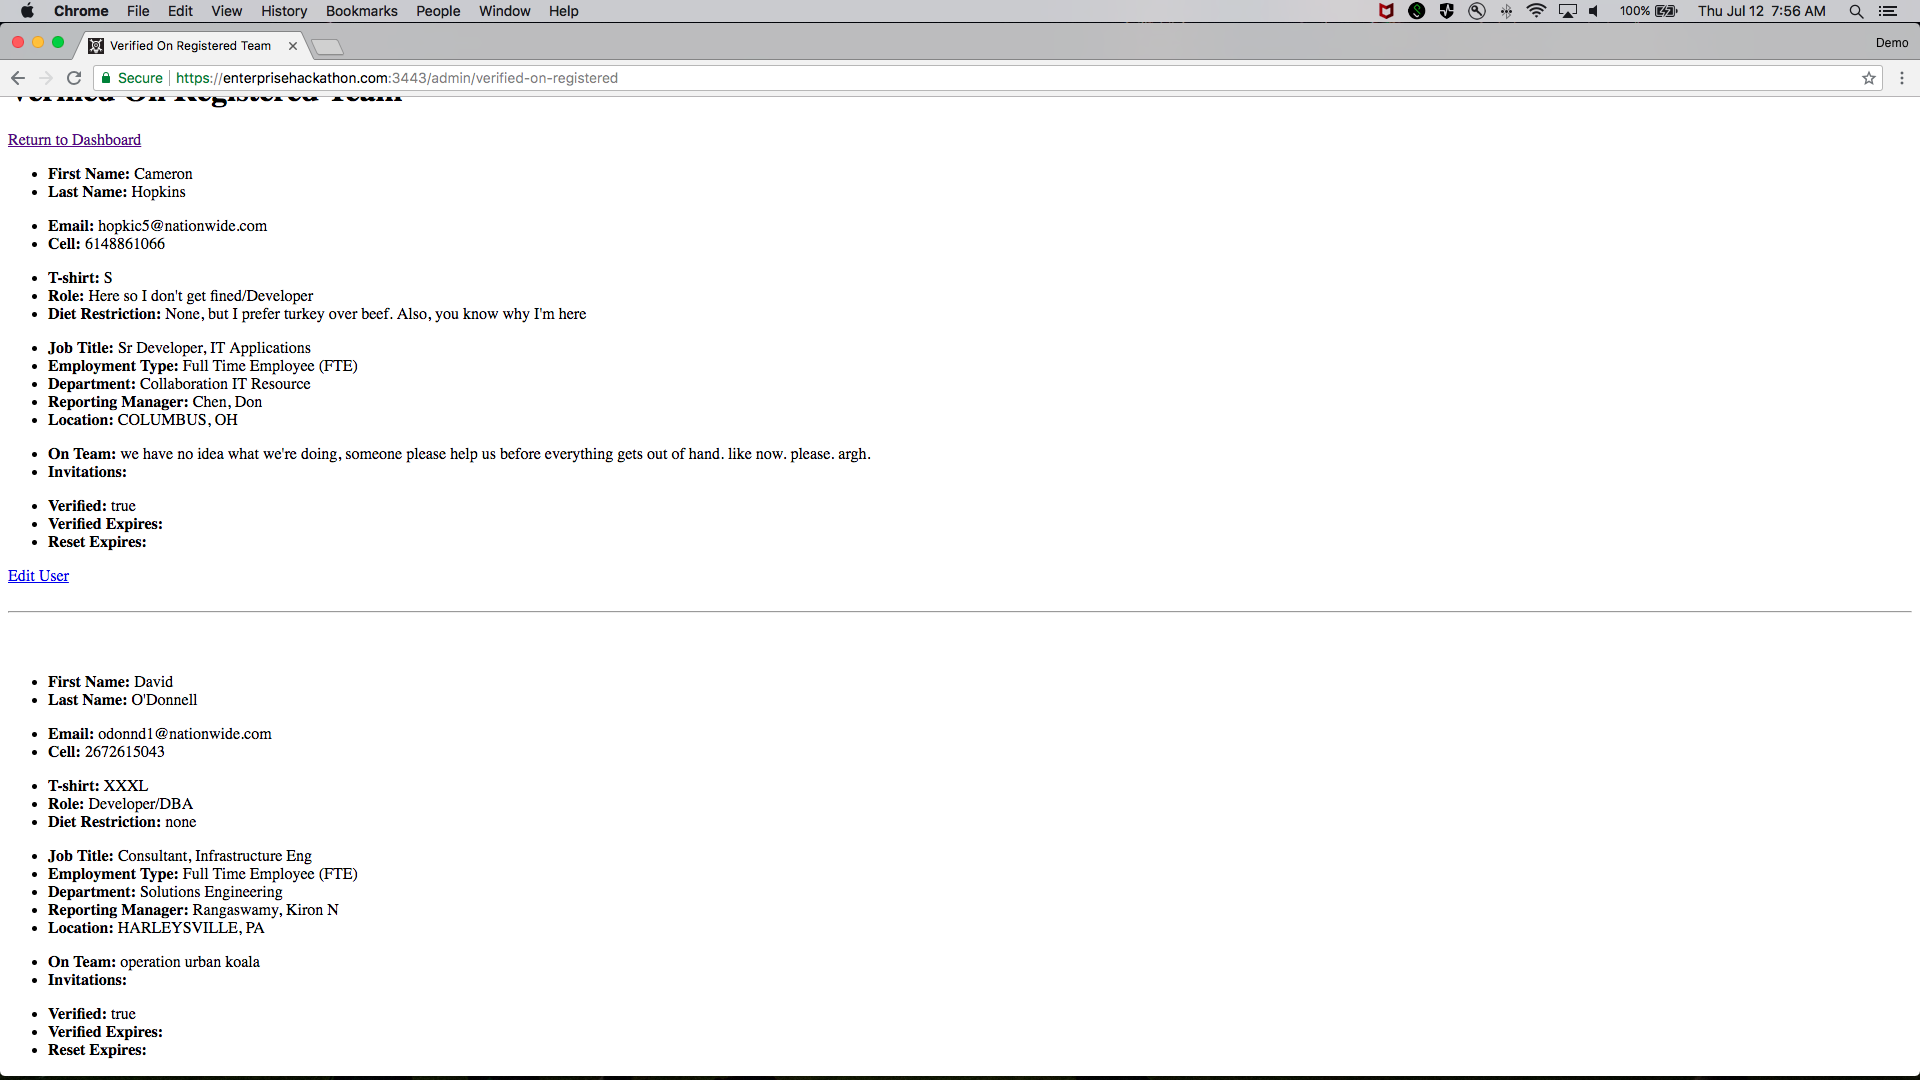 Chrome File Edit View History Bookmarks People Window Help 100% Thu Jul 12 7:56 AM
Verified On Registered Team Demo
Secure https://enterprisehackathon.com:3443/admin/verified-on-registered
Verified On Registered Team
Return to Dashboard
First Name: Cameron
Last Name: Hopkins
Email: hopkic5@nationwide.com
Cell: 6148861066
T-shirt: S
Role: Here so I don't get fined/Developer
Diet Restriction: None, but I prefer turkey over beef. Also, you know why I'm here
Job Title: Sr Developer, IT Applications
Employment Type: Full Time Employee (FTE)
Department: Collaboration IT Resource
Reporting Manager: Chen, Don
Location: COLUMBUS, OH
On Team: we have no idea what we're doing, someone please help us before everything gets out of hand. like now. please. argh.
Invitations:
Verified: true
Verified Expires:
Reset Expires:
Edit User
First Name: David
Last Name: O'Donnell
Email: odonnd1@nationwide.com
Cell: 2672615043
T-shirt: XXXL
Role: Developer/DBA
Diet Restriction: none
Job Title: Consultant, Infrastructure Eng
Employment Type: Full Time Employee (FTE)
Department: Solutions Engineering
Reporting Manager: Rangaswamy, Kiron N
Location: HARLEYSVILLE, PA
On Team: operation urban koala
Invitations:
Verified: true
Verified Expires:
Reset Expires: